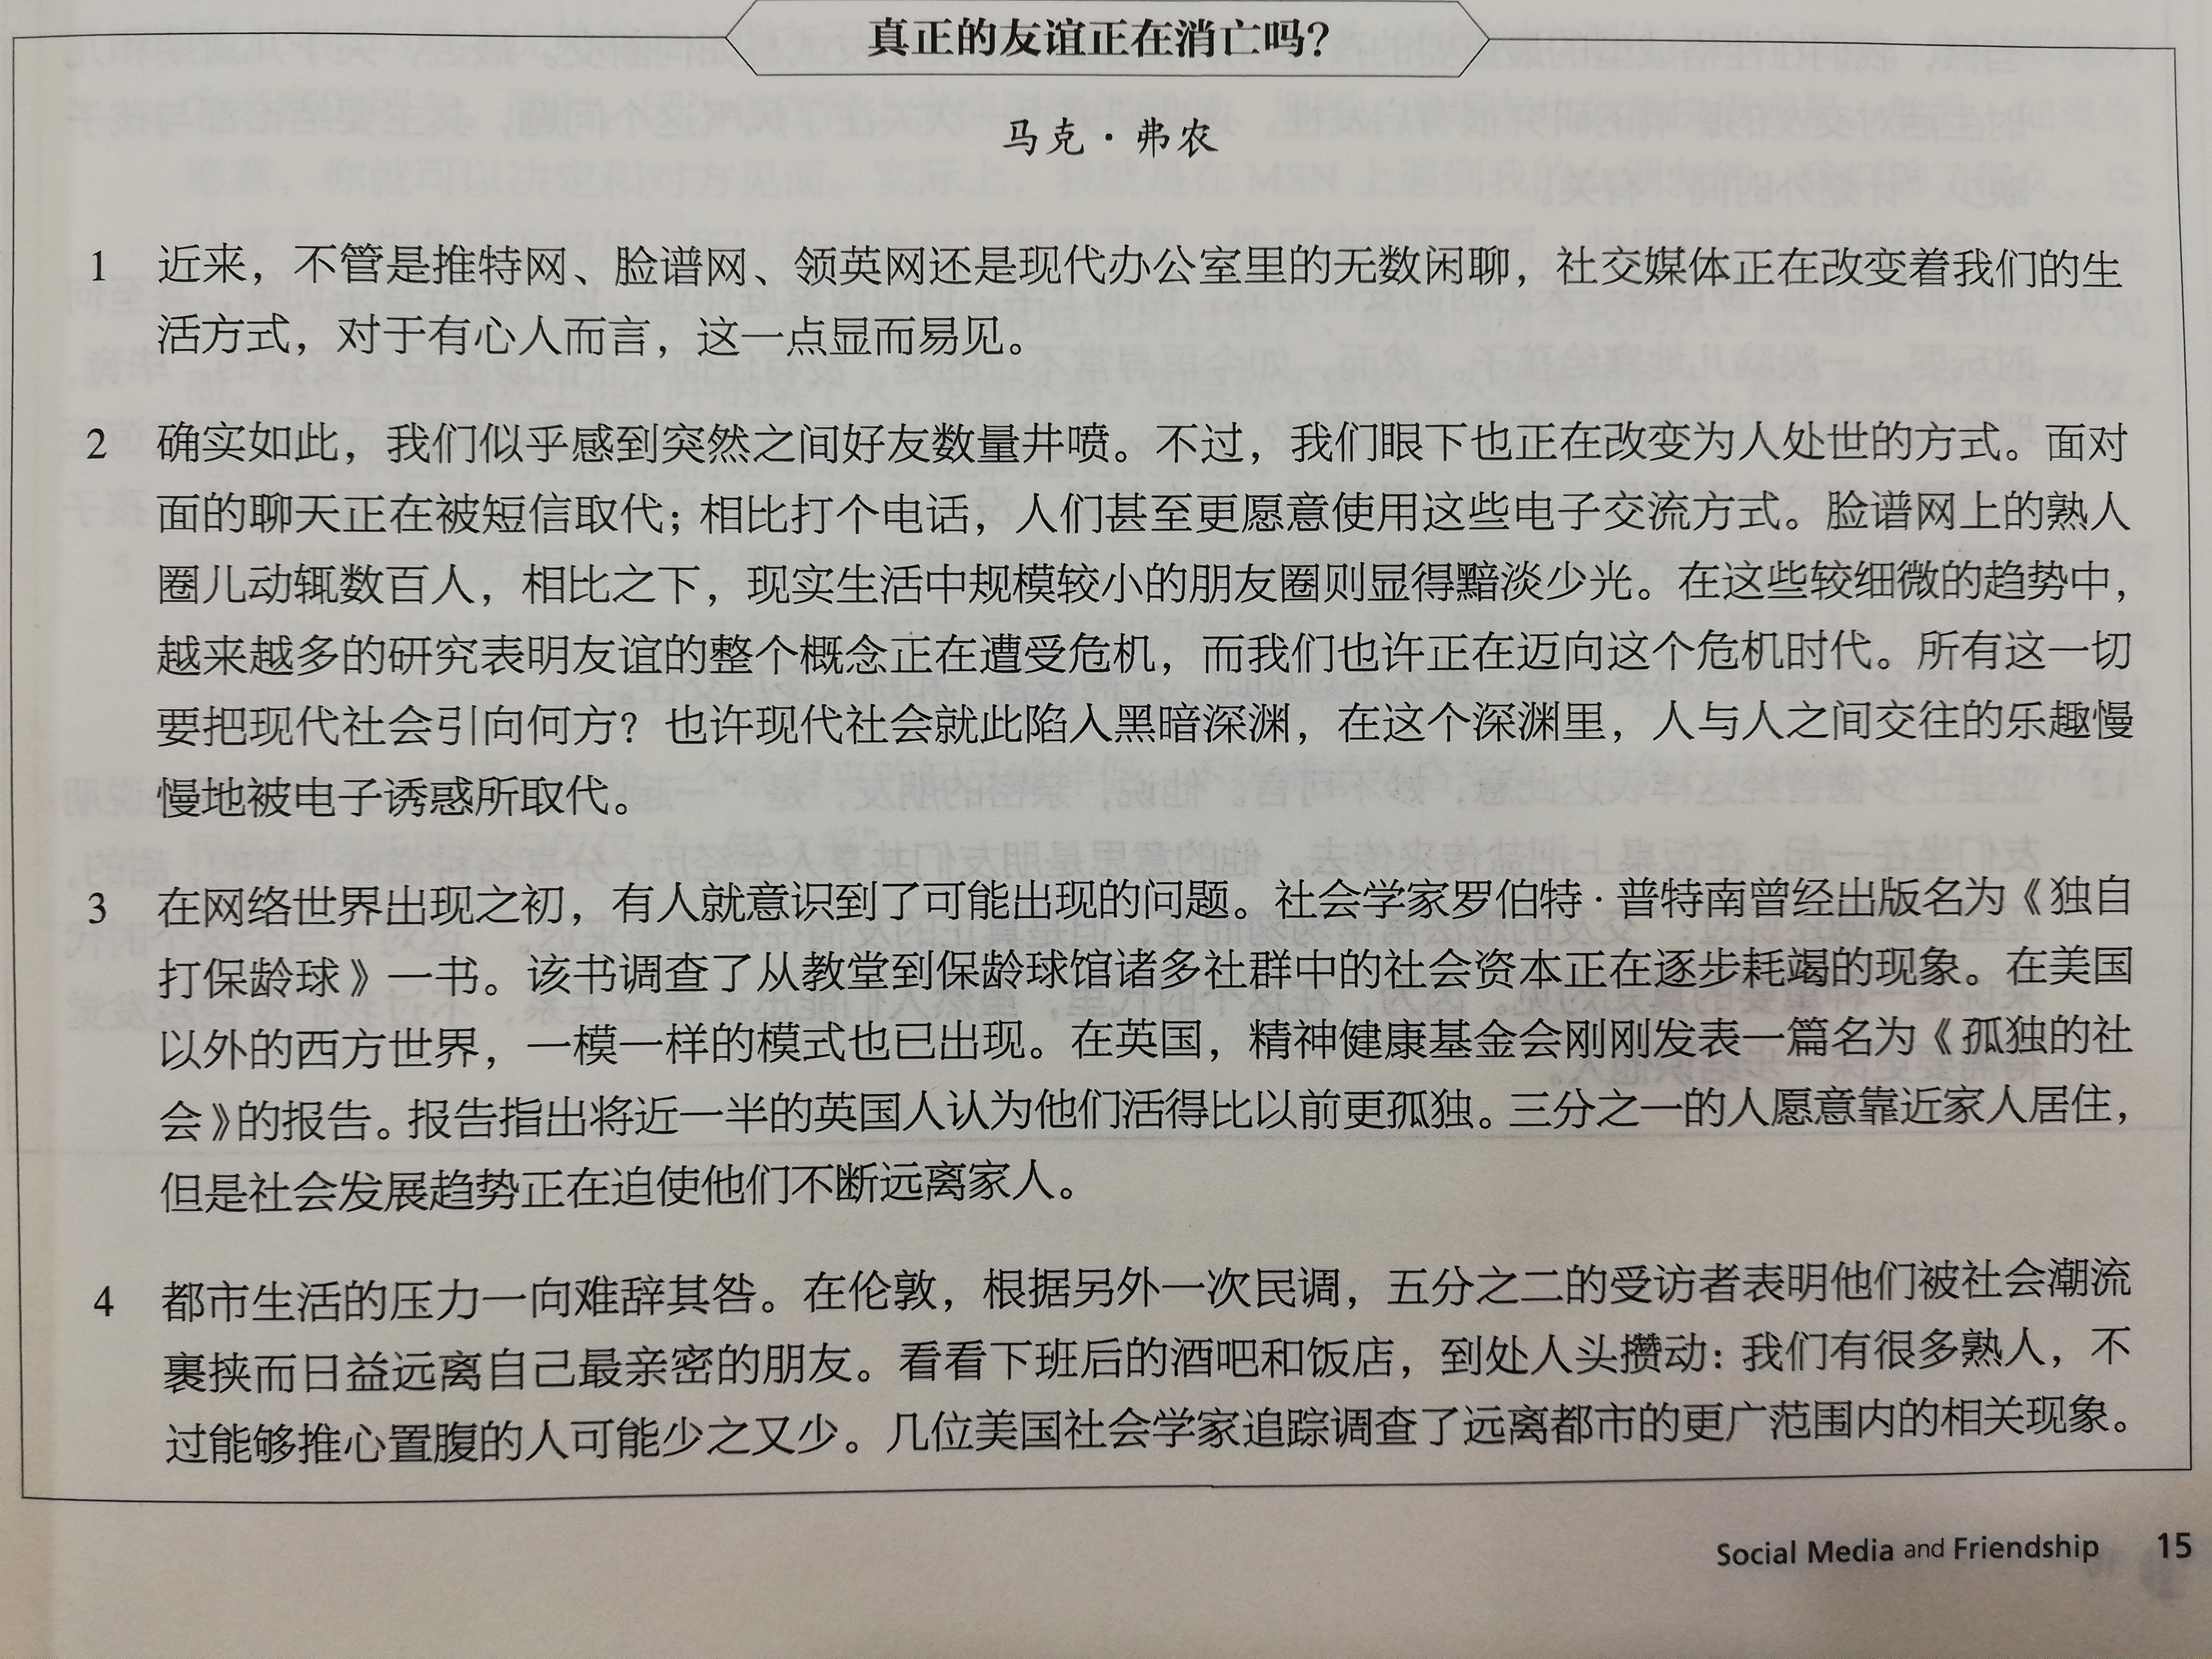 真正的友谊正在消亡吗？
马克·弗农
1 近来，不管是推特网、脸谱网、领英网还是现代办公室里的无数闲聊，社交媒体正在改变着我们的生
活方式，对于有心人而言，这一点显而易见。
2 确实如此，我们似乎感到突然之间好友数量井喷。不过，我们眼下也正在改变为人处世的方式。面对
面的聊天正在被短信取代；相比打个电话，人们甚至更愿意使用这些电子交流方式。脸谱网上的熟人
圈儿动辄数百人，相比之下，现实生活中规模较小的朋友圈则显得黯淡少光。在这些较细微的趋势中，
越来越多的研究表明友谊的整个概念正在遭受危机，而我们也许正在迈向这个危机时代。所有这一切
要把现代社会引向何方？也许现代社会就此陷入黑暗深渊，在这个深渊里，人与人之间交往的乐趣慢
慢地被电子诱惑所取代。
3 在网络世界出现之初，有人就意识到了可能出现的问题。社会学家罗伯特·普特南曾经出版名为《独自
打保龄球》一书。该书调查了从教堂到保龄球馆诸多社群中的社会资本正在逐步耗竭的现象。在美国
以外的西方世界，一模一样的模式也已出现。在英国，精神健康基金会刚刚发表一篇名为《孤独的社
会》的报告。报告指出将近一半的英国人认为他们活得比以前更孤独。三分之一的人愿意靠近家人居住，
但是社会发展趋势正在迫使他们不断远离家人。
4 都市生活的压力一向难辞其咎。在伦敦，根据另外一次民调，五分之二的受访者表明他们被社会潮流
裹挟而日益远离自己最亲密的朋友。看看下班后的酒吧和饭店，到处人头攒动：我们有很多熟人，不
过能够推心置腹的人可能少之又少。几位美国社会学家追踪调查了远离都市的更广范围内的相关现象。
Social Media and Friendship 15